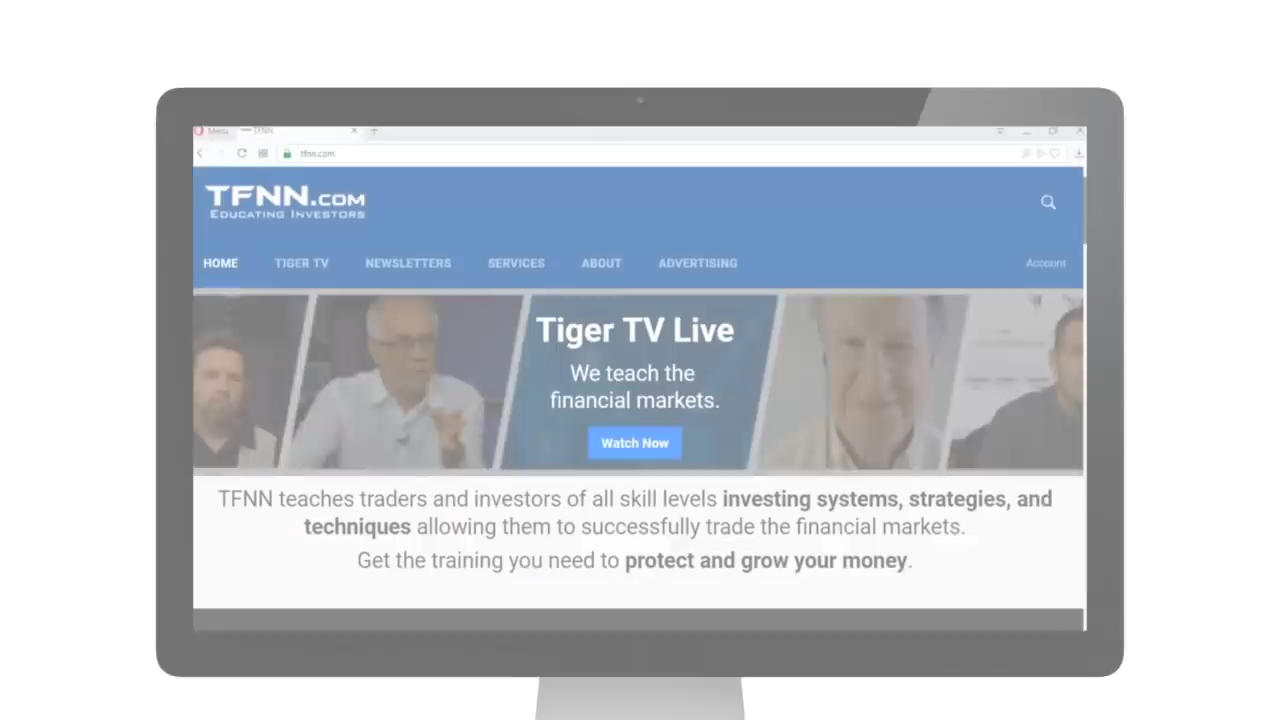 Menu TFNN
tfnn.com
TFNN.COM
EDUCATING INVESTORS
HOME TIGER TV NEWSLETTERS SERVICES ABOUT ADVERTISING Account
Tiger TV Live
We teach the
financial markets.
Watch Now
TFNN teaches traders and investors of all skill levels investing systems, strategies, and
techniques allowing them to successfully trade the financial markets.
Get the training you need to protect and grow your money.